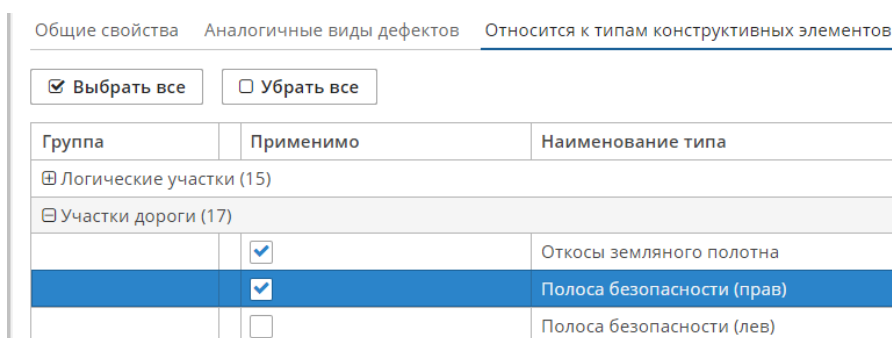 Общие свойства Аналогичные виды дефектов Относится к типам конструктивных элементов
Выбрать все Убрать все
Группа Применимо Наименование типа
Логические участки (15)
Участки дороги (17)
Откосы земляного полотна
Полоса безопасности (прав)
Полоса безопасности (лев)